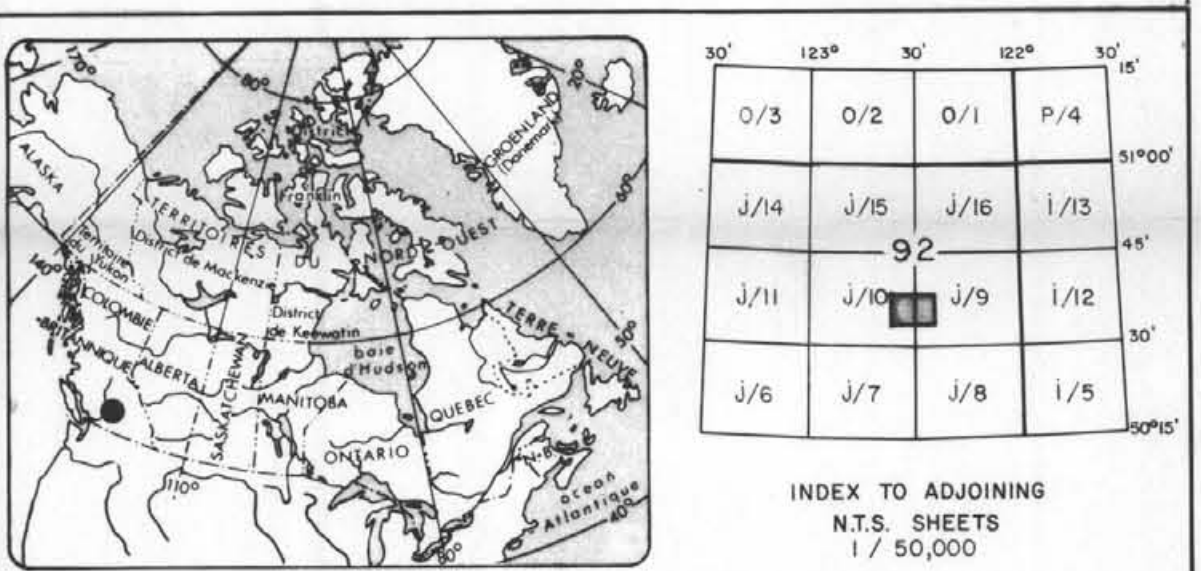 170°
80°
20°
ALASKA
District
Franklin
GROENLAND
(Danemark)
60°
TERRITOIRES DU NORD-OUEST
Territoire du Yukon
District de Mackenzie
140°
District de Keewatin
TERRE-NEUVE
50°
COLOMBIE-BRITANNIQUE
ALBERTA
SASKATCHEWAN
MANITOBA
baie d'Hudson
QUEBEC
ONTARIO
N-B
110°
80°
océan Atlantique
40°
30' 123° 30' 122° 30'
15'
O/3 O/2 O/1 P/4
51°00'
j/14 j/15 j/16 i/13
92
45'
j/11 j/10 j/9 i/12
30'
j/6 j/7 j/8 i/5
50°15'
INDEX TO ADJOINING
N.T.S. SHEETS
1 / 50,000